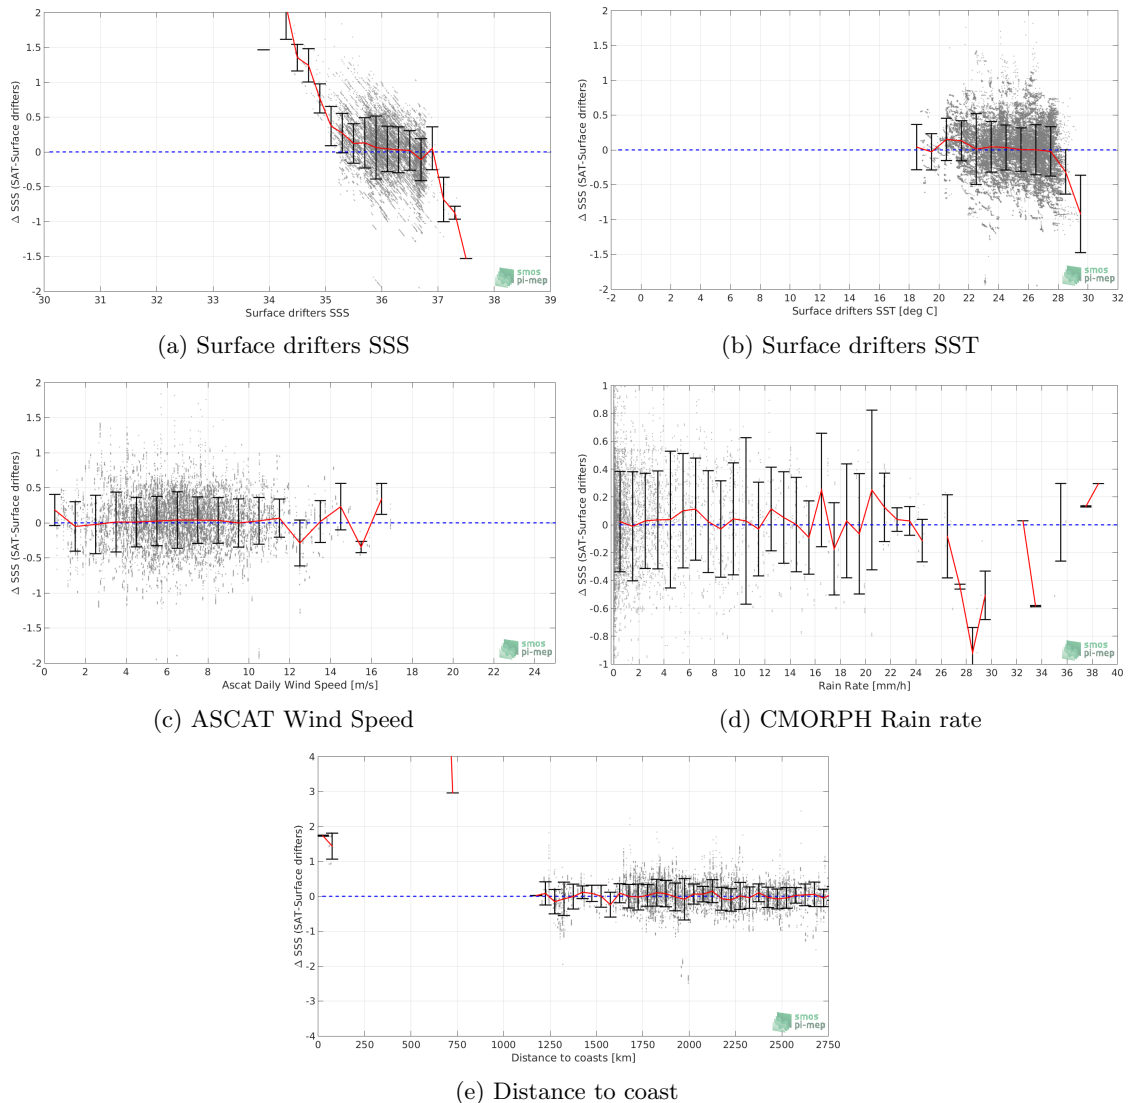 Δ SSS (SAT-Surface drifters)
2
1.5
1
0.5
0
-0.5
-1
-1.5
-2
30 31 32 33 34 35 36 37 38 39
Surface drifters SSS
smos
pi-mep
(a) Surface drifters SSS
Δ SSS (SAT-Surface drifters)
2
1.5
1
0.5
0
-0.5
-1
-1.5
-2
-2 0 2 4 6 8 10 12 14 16 18 20 22 24 26 28 30 32
Surface drifters SST [deg C]
smos
pi-mep
(b) Surface drifters SST
Δ SSS (SAT-Surface drifters)
2
1.5
1
0.5
0
-0.5
-1
-1.5
-2
0 2 4 6 8 10 12 14 16 18 20 22 24
Ascat Daily Wind Speed [m/s]
smos
pi-mep
(c) ASCAT Wind Speed
Δ SSS (SAT-Surface drifters)
1
0.8
0.6
0.4
0.2
0
-0.2
-0.4
-0.6
-0.8
-1
0 2 4 6 8 10 12 14 16 18 20 22 24 26 28 30 32 34 36 38 40
Rain Rate [mm/h]
smos
pi-mep
(d) CMORPH Rain rate
Δ SSS (SAT-Surface drifters)
4
3
2
1
0
-1
-2
-3
-4
0 250 500 750 1000 1250 1500 1750 2000 2250 2500 2750
Distance to coasts [km]
smos
pi-mep
(e) Distance to coast